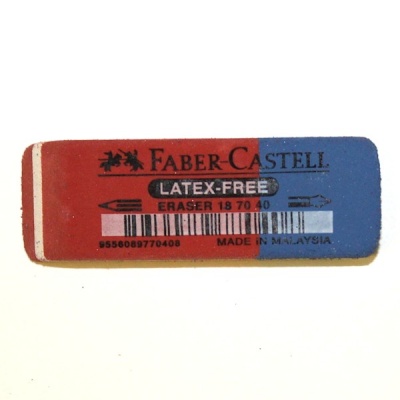 FABER-CASTELL
LATEX-FREE
ERASER 18 70 40
9556089770408 MADE IN MALAYSIA